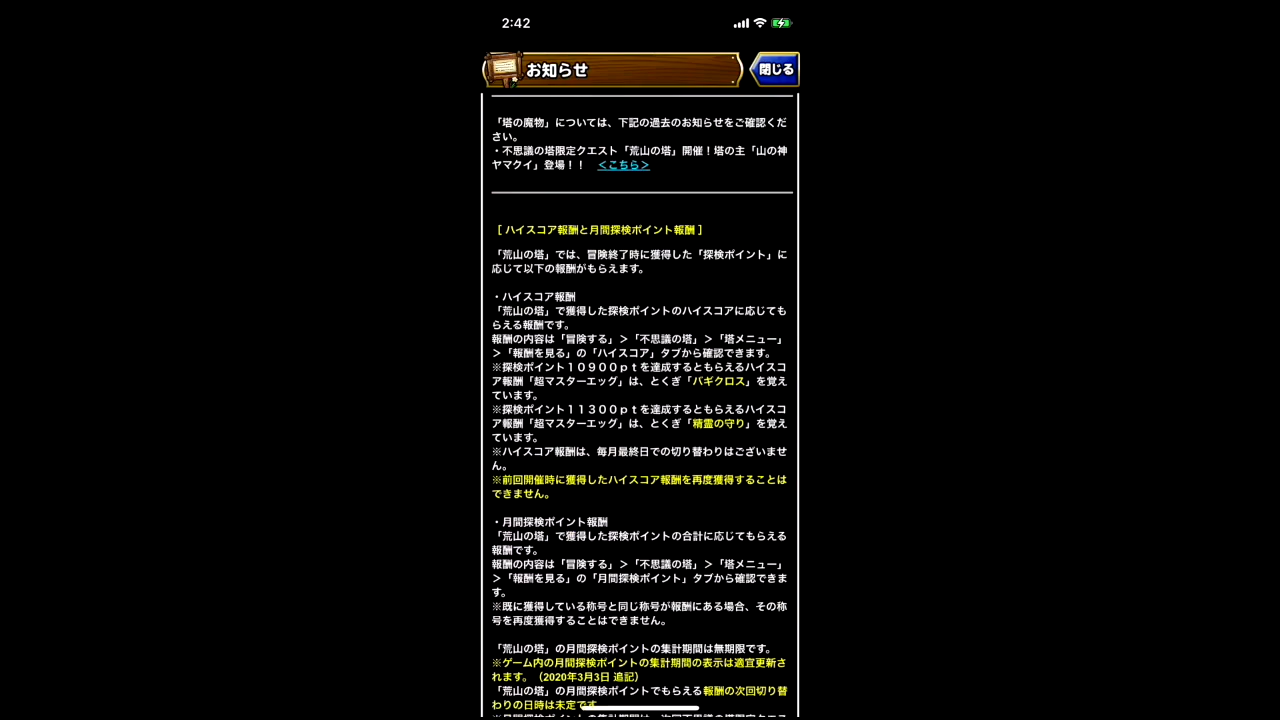 2:42
お知らせ
閉じる
「塔の魔物」については、下記の過去のお知らせをご確認くだ
さい。
・不思議の塔限定クエスト「荒山の塔」開催！塔の主「山の神
ヤマクイ」登場！！　＜こちら＞
［ ハイスコア報酬と月間探検ポイント報酬 ］
「荒山の塔」では、冒険終了時に獲得した「探検ポイント」に
応じて以下の報酬がもらえます。
・ハイスコア報酬
「荒山の塔」で獲得した探検ポイントのハイスコアに応じても
らえる報酬です。
報酬の内容は「冒険する」＞「不思議の塔」＞「塔メニュー」
＞「報酬を見る」の「ハイスコア」タブから確認できます。
※探検ポイント１０９００ｐｔを達成するともらえるハイスコ
ア報酬「超マスターエッグ」は、とくぎ「バギクロス」を覚え
ています。
※探検ポイント１１３００ｐｔを達成するともらえるハイスコ
ア報酬「超マスターエッグ」は、とくぎ「精霊の守り」を覚え
ています。
※ハイスコア報酬は、毎月最終日での切り替わりはございませ
ん。
※前回開催時に獲得したハイスコア報酬を再度獲得することは
できません。
・月間探検ポイント報酬
「荒山の塔」で獲得した探検ポイントの合計に応じてもらえる
報酬です。
報酬の内容は「冒険する」＞「不思議の塔」＞「塔メニュー」
＞「報酬を見る」の「月間探検ポイント」タブから確認できま
す。
※既に獲得している称号と同じ称号が報酬にある場合、その称
号を再度獲得することはできません。
「荒山の塔」の月間探検ポイントの集計期間は無期限です。
※ゲーム内の月間探検ポイントの集計期間の表示は適宜更新さ
れます。（2020年3月3日 追記）
「荒山の塔」の月間探検ポイントでもらえる報酬の次回切り替
わりの日時は未定です